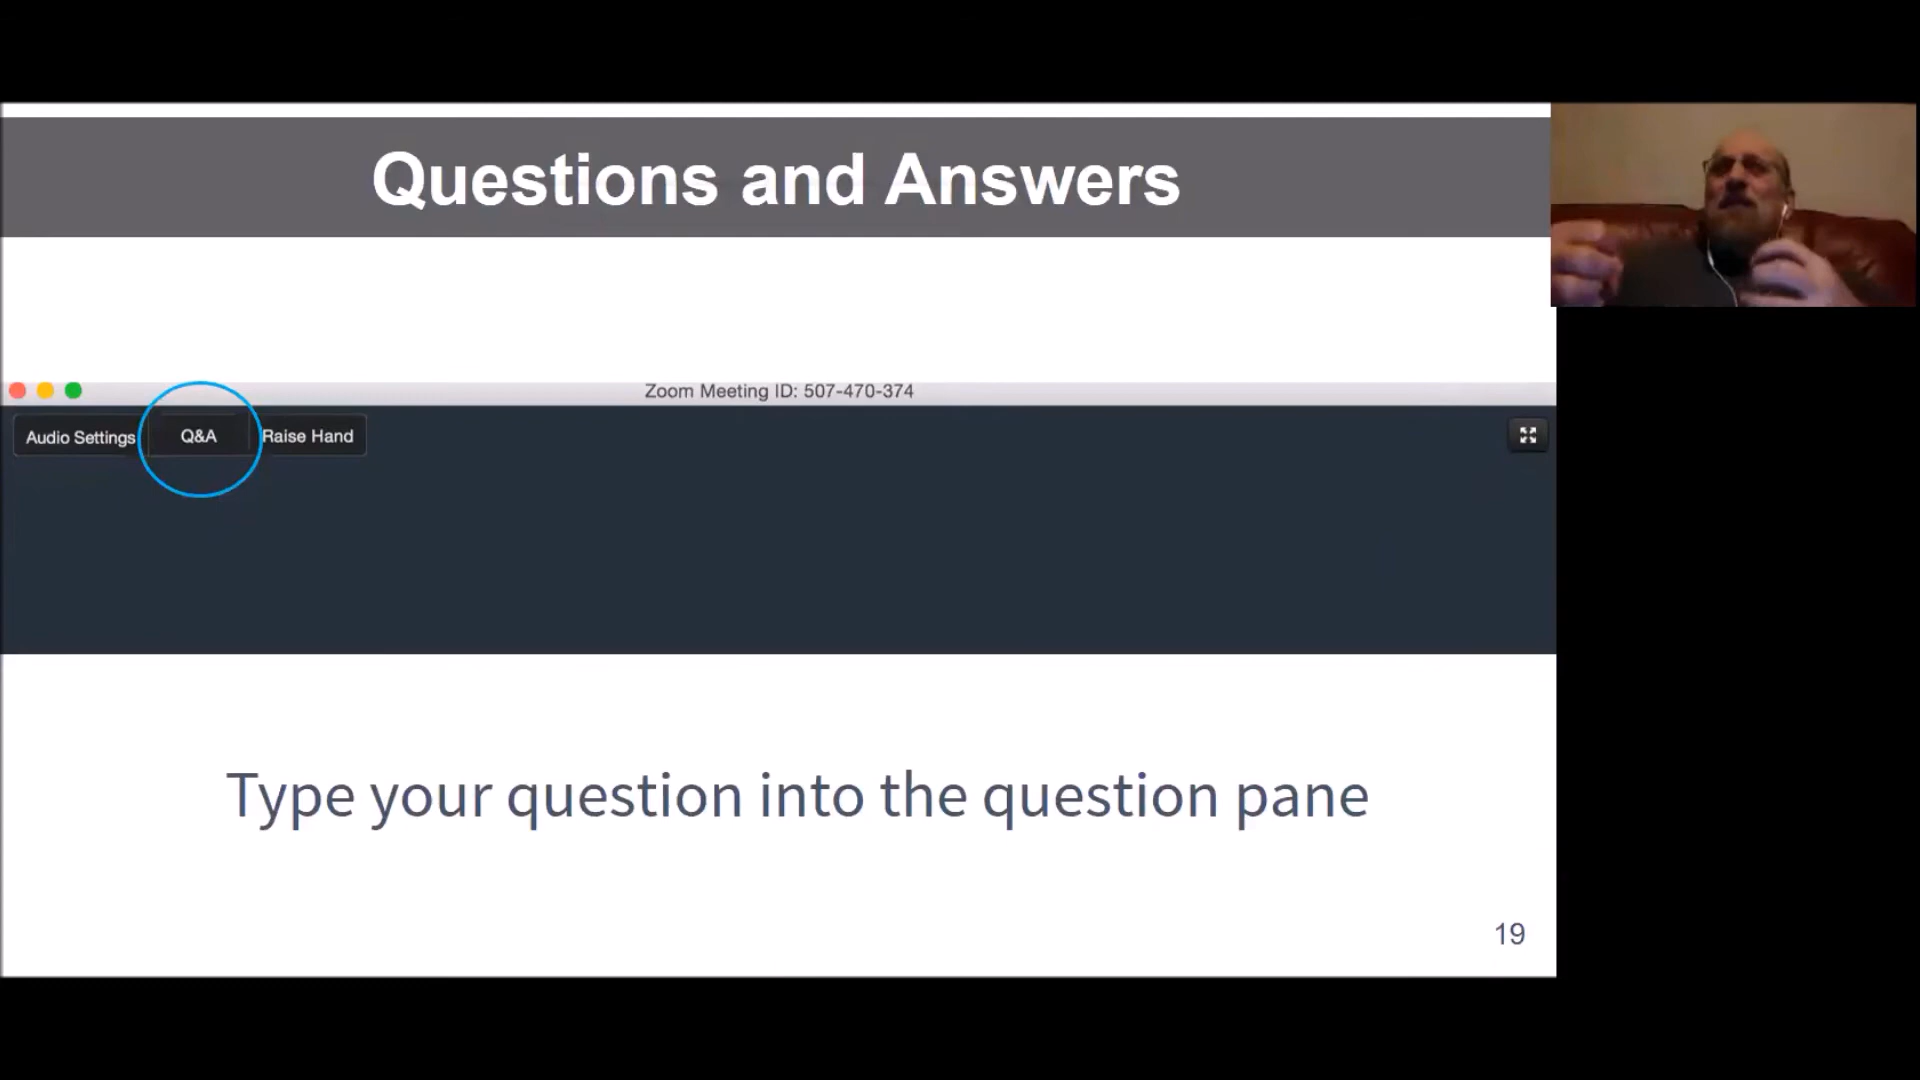 Questions and Answers
Zoom Meeting ID: 507-470-374
Audio Settings Q&A Raise Hand
Type your question into the question pane
19